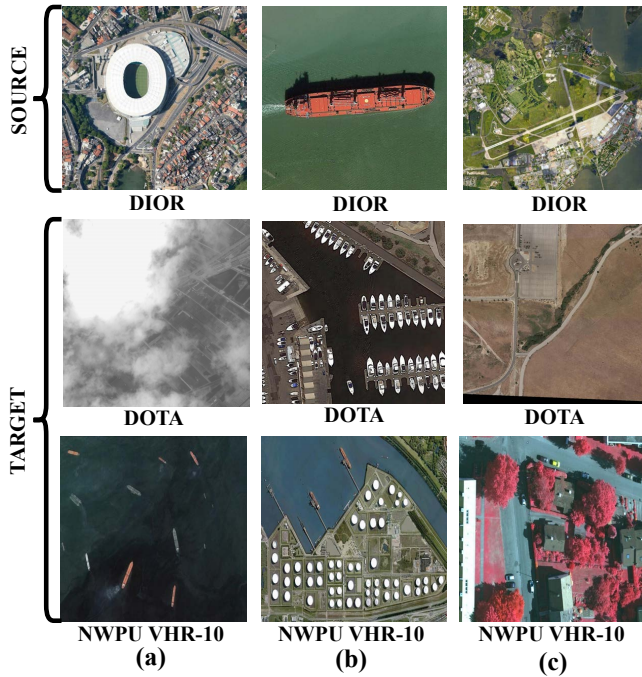 SOURCE
DIOR DIOR DIOR
TARGET
DOTA DOTA DOTA
NWPU VHR-10 NWPU VHR-10 NWPU VHR-10
(a) (b) (c)